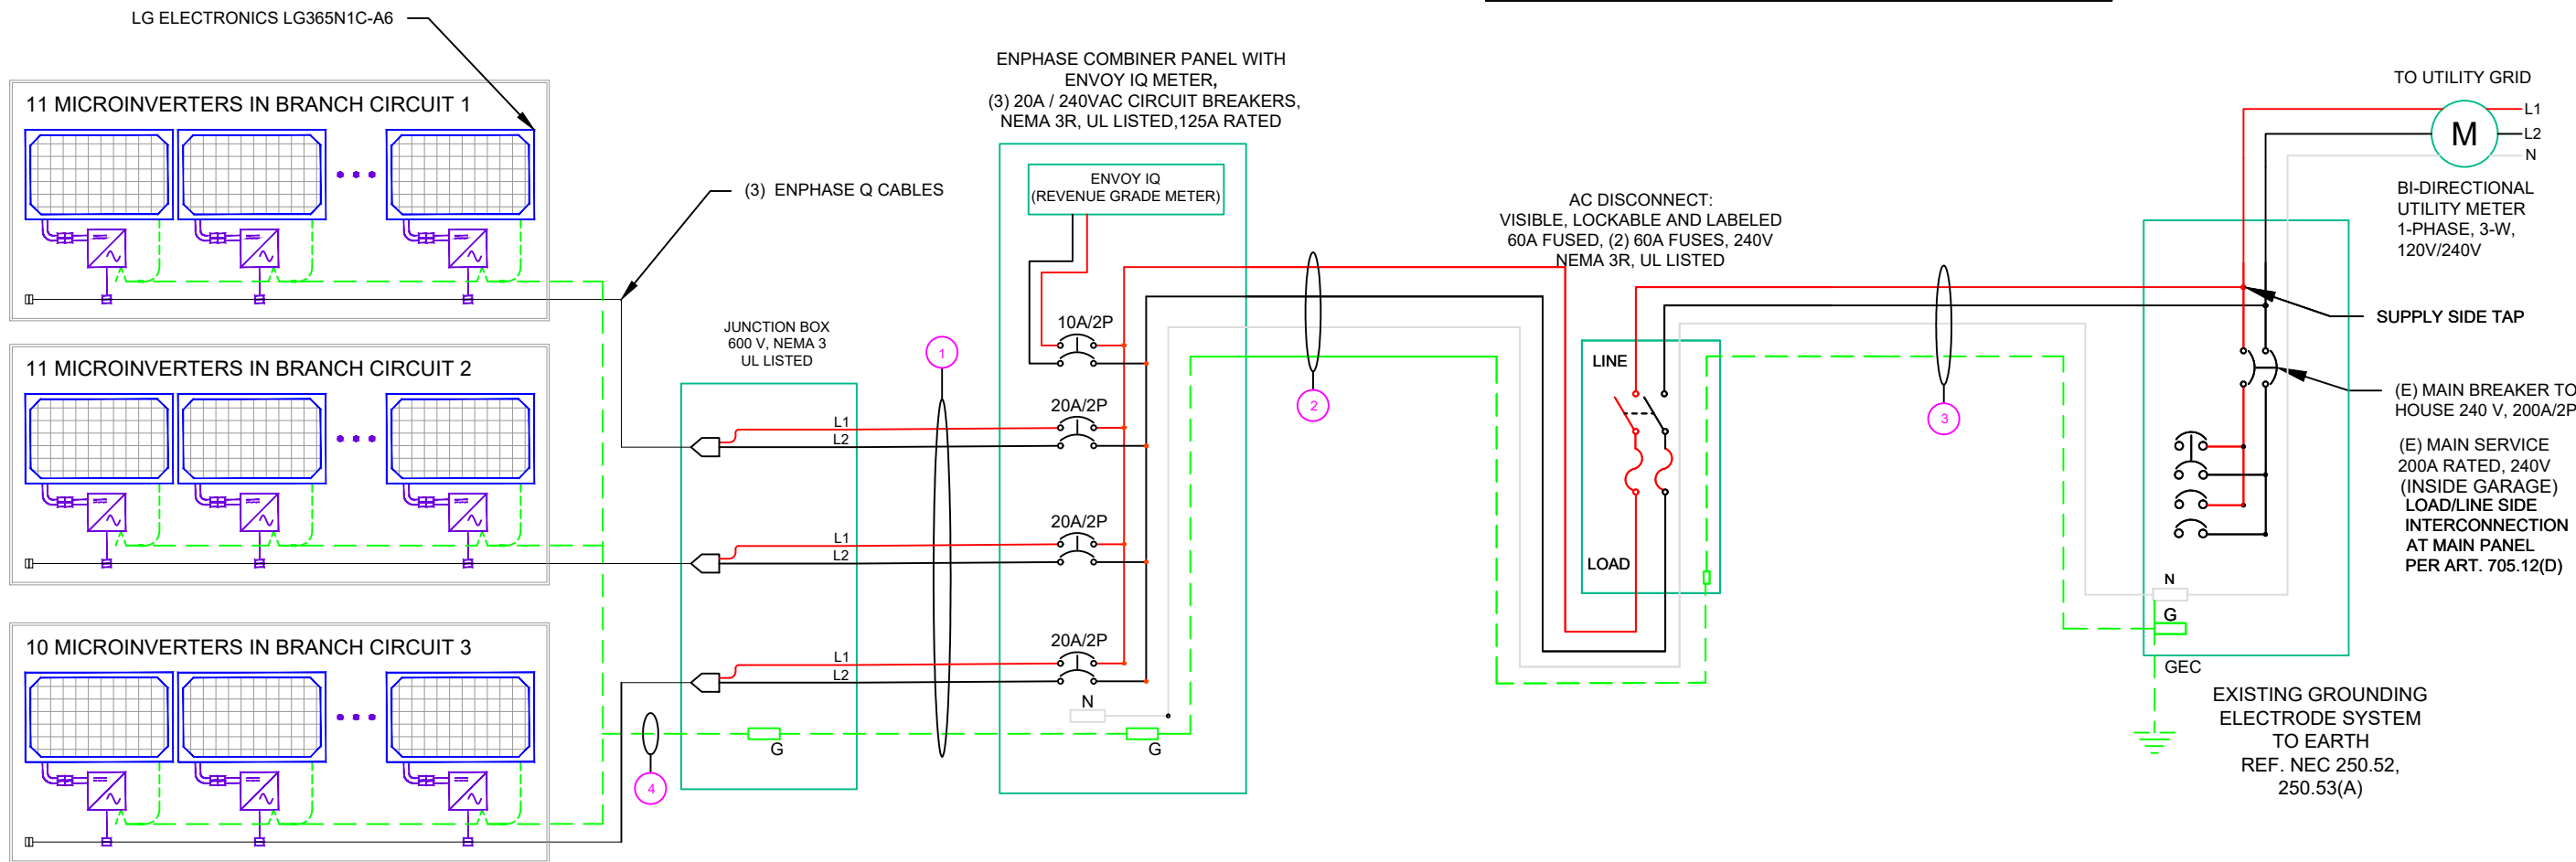 LG ELECTRONICS LG365N1C-A6
11 MICROINVERTERS IN BRANCH CIRCUIT 1
11 MICROINVERTERS IN BRANCH CIRCUIT 2
10 MICROINVERTERS IN BRANCH CIRCUIT 3
(3) ENPHASE Q CABLES
JUNCTION BOX
600 V, NEMA 3
UL LISTED
L1
L2
L1
L2
L1
L2
G
4
1
ENPHASE COMBINER PANEL WITH
ENVOY IQ METER,
(3) 20A / 240VAC CIRCUIT BREAKERS,
NEMA 3R, UL LISTED,125A RATED
ENVOY IQ
(REVENUE GRADE METER)
10A/2P
20A/2P
20A/2P
20A/2P
N
G
2
AC DISCONNECT:
VISIBLE, LOCKABLE AND LABELED
60A FUSED, (2) 60A FUSES, 240V
NEMA 3R, UL LISTED
LINE
LOAD
3
TO UTILITY GRID
L1
L2
N
M
BI-DIRECTIONAL
UTILITY METER
1-PHASE, 3-W,
120V/240V
SUPPLY SIDE TAP
(E) MAIN BREAKER TO
HOUSE 240 V, 200A/2P
(E) MAIN SERVICE
200A RATED, 240V
(INSIDE GARAGE)
LOAD/LINE SIDE
INTERCONNECTION
AT MAIN PANEL
PER ART. 705.12(D)
N
G
GEC
EXISTING GROUNDING
ELECTRODE SYSTEM
TO EARTH
REF. NEC 250.52,
250.53(A)